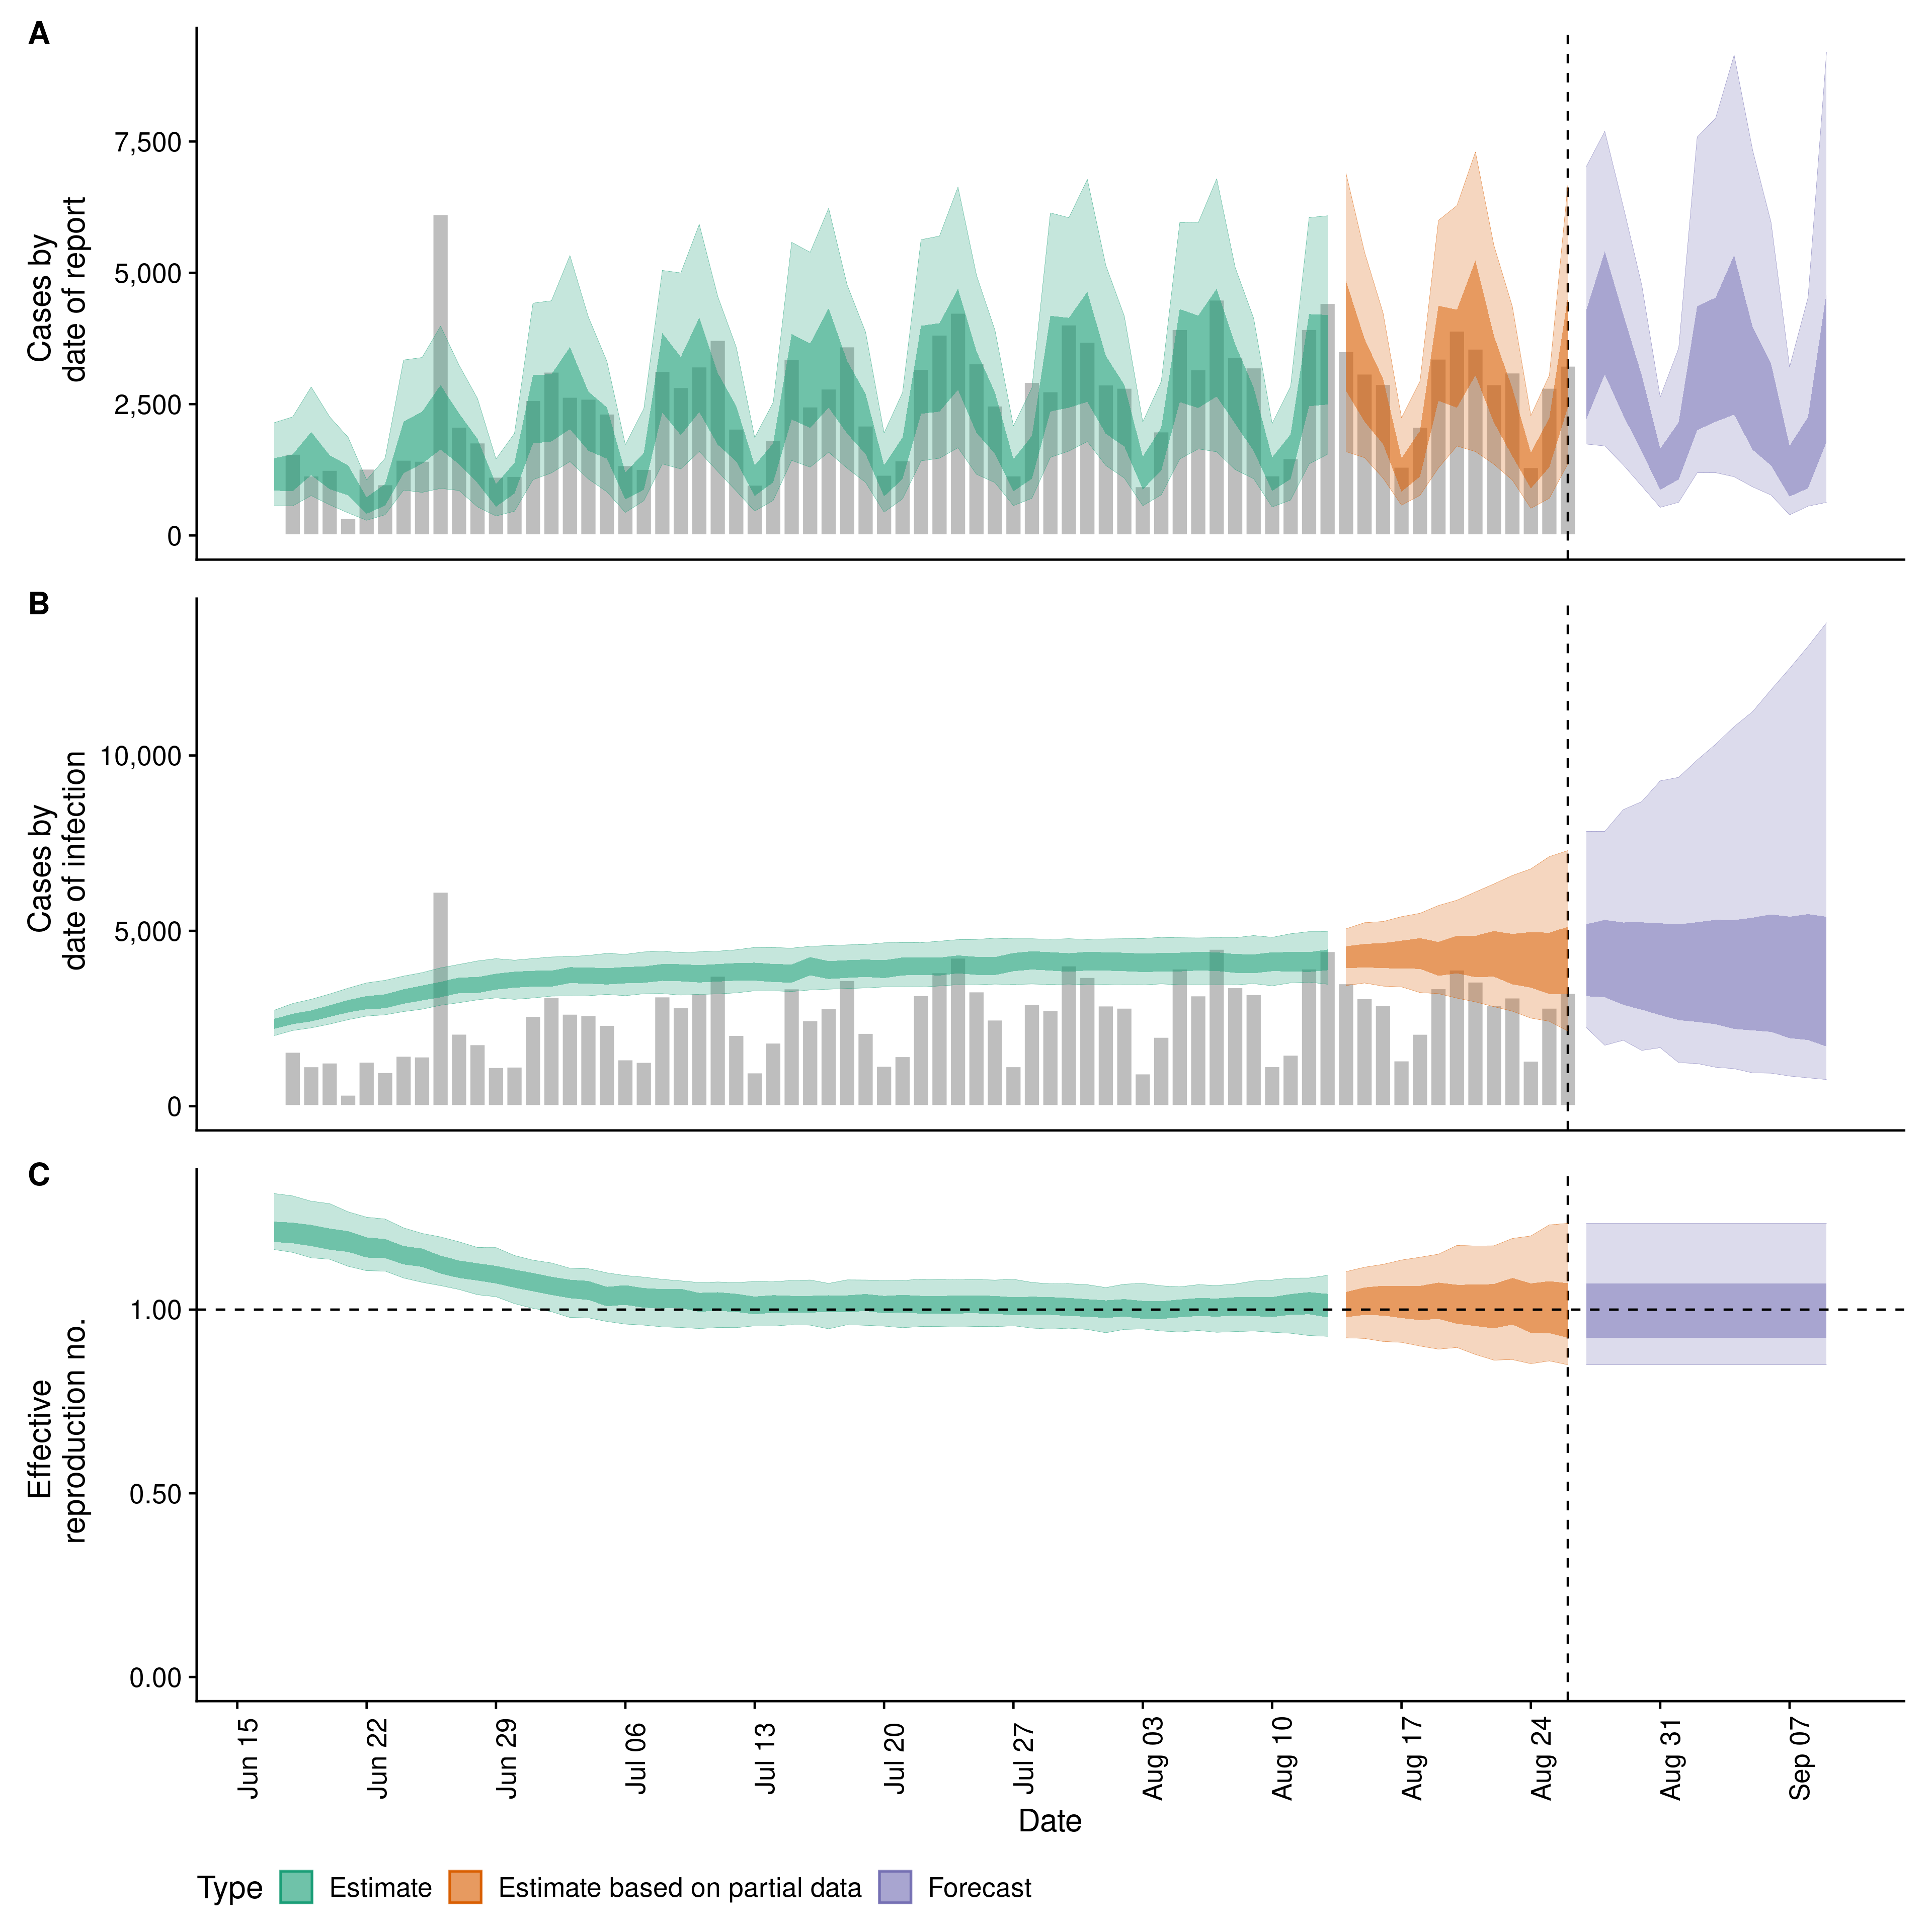 A
Cases by
date of report
7,500
5,000
2,500
0
B
Cases by
date of infection
10,000
5,000
0
C
Effective
reproduction no.
1.00
0.50
0.00
Jun 15
Jun 22
Jun 29
Jul 06
Jul 13
Jul 20
Jul 27
Aug 03
Aug 10
Aug 17
Aug 24
Aug 31
Sep 07
Date
Type Estimate Estimate based on partial data Forecast